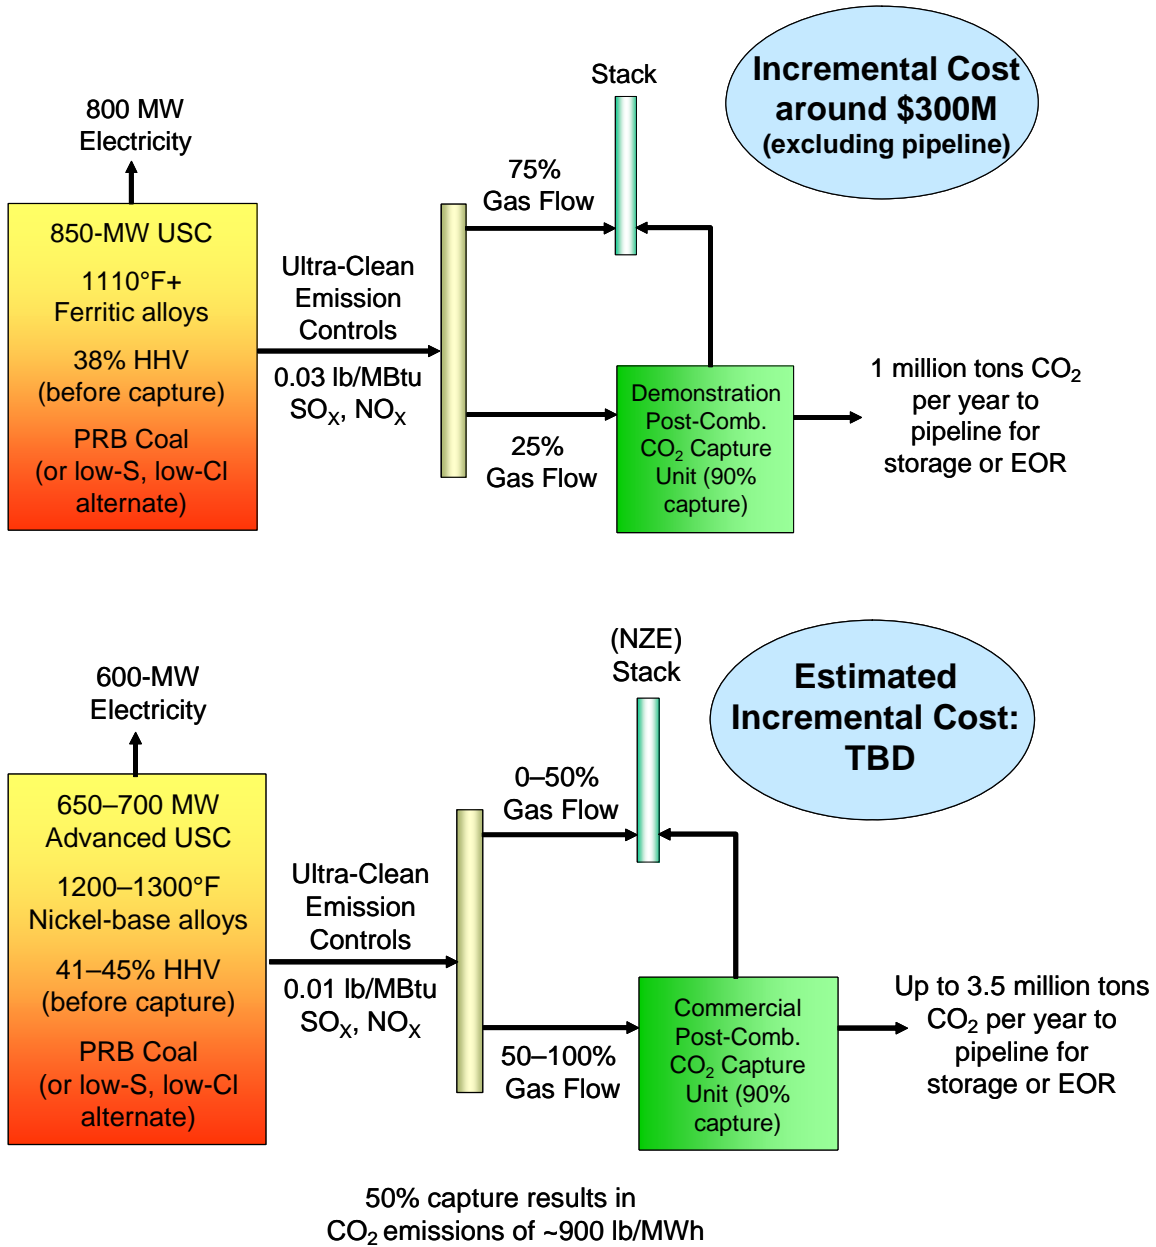 800 MW
Electricity
850-MW USC
1110°F+
Ferritic alloys
38% HHV
(before capture)
PRB Coal
(or low-S, low-Cl
alternate)
Ultra-Clean
Emission
Controls
0.03 lb/MBtu
SOX, NOX
75%
Gas Flow
25%
Gas Flow
Stack
Demonstration
Post-Comb.
CO2 Capture
Unit (90%
capture)
1 million tons CO2
per year to
pipeline for
storage or EOR
Incremental Cost
around $300M
(excluding pipeline)
600-MW
Electricity
650–700 MW
Advanced USC
1200–1300°F
Nickel-base alloys
41–45% HHV
(before capture)
PRB Coal
(or low-S, low-Cl
alternate)
Ultra-Clean
Emission
Controls
0.01 lb/MBtu
SOX, NOX
0–50%
Gas Flow
50–100%
Gas Flow
(NZE)
Stack
Commercial
Post-Comb.
CO2 Capture
Unit (90%
capture)
Up to 3.5 million tons
CO2 per year to
pipeline for
storage or EOR
Estimated
Incremental Cost:
TBD
50% capture results in
CO2 emissions of ~900 lb/MWh